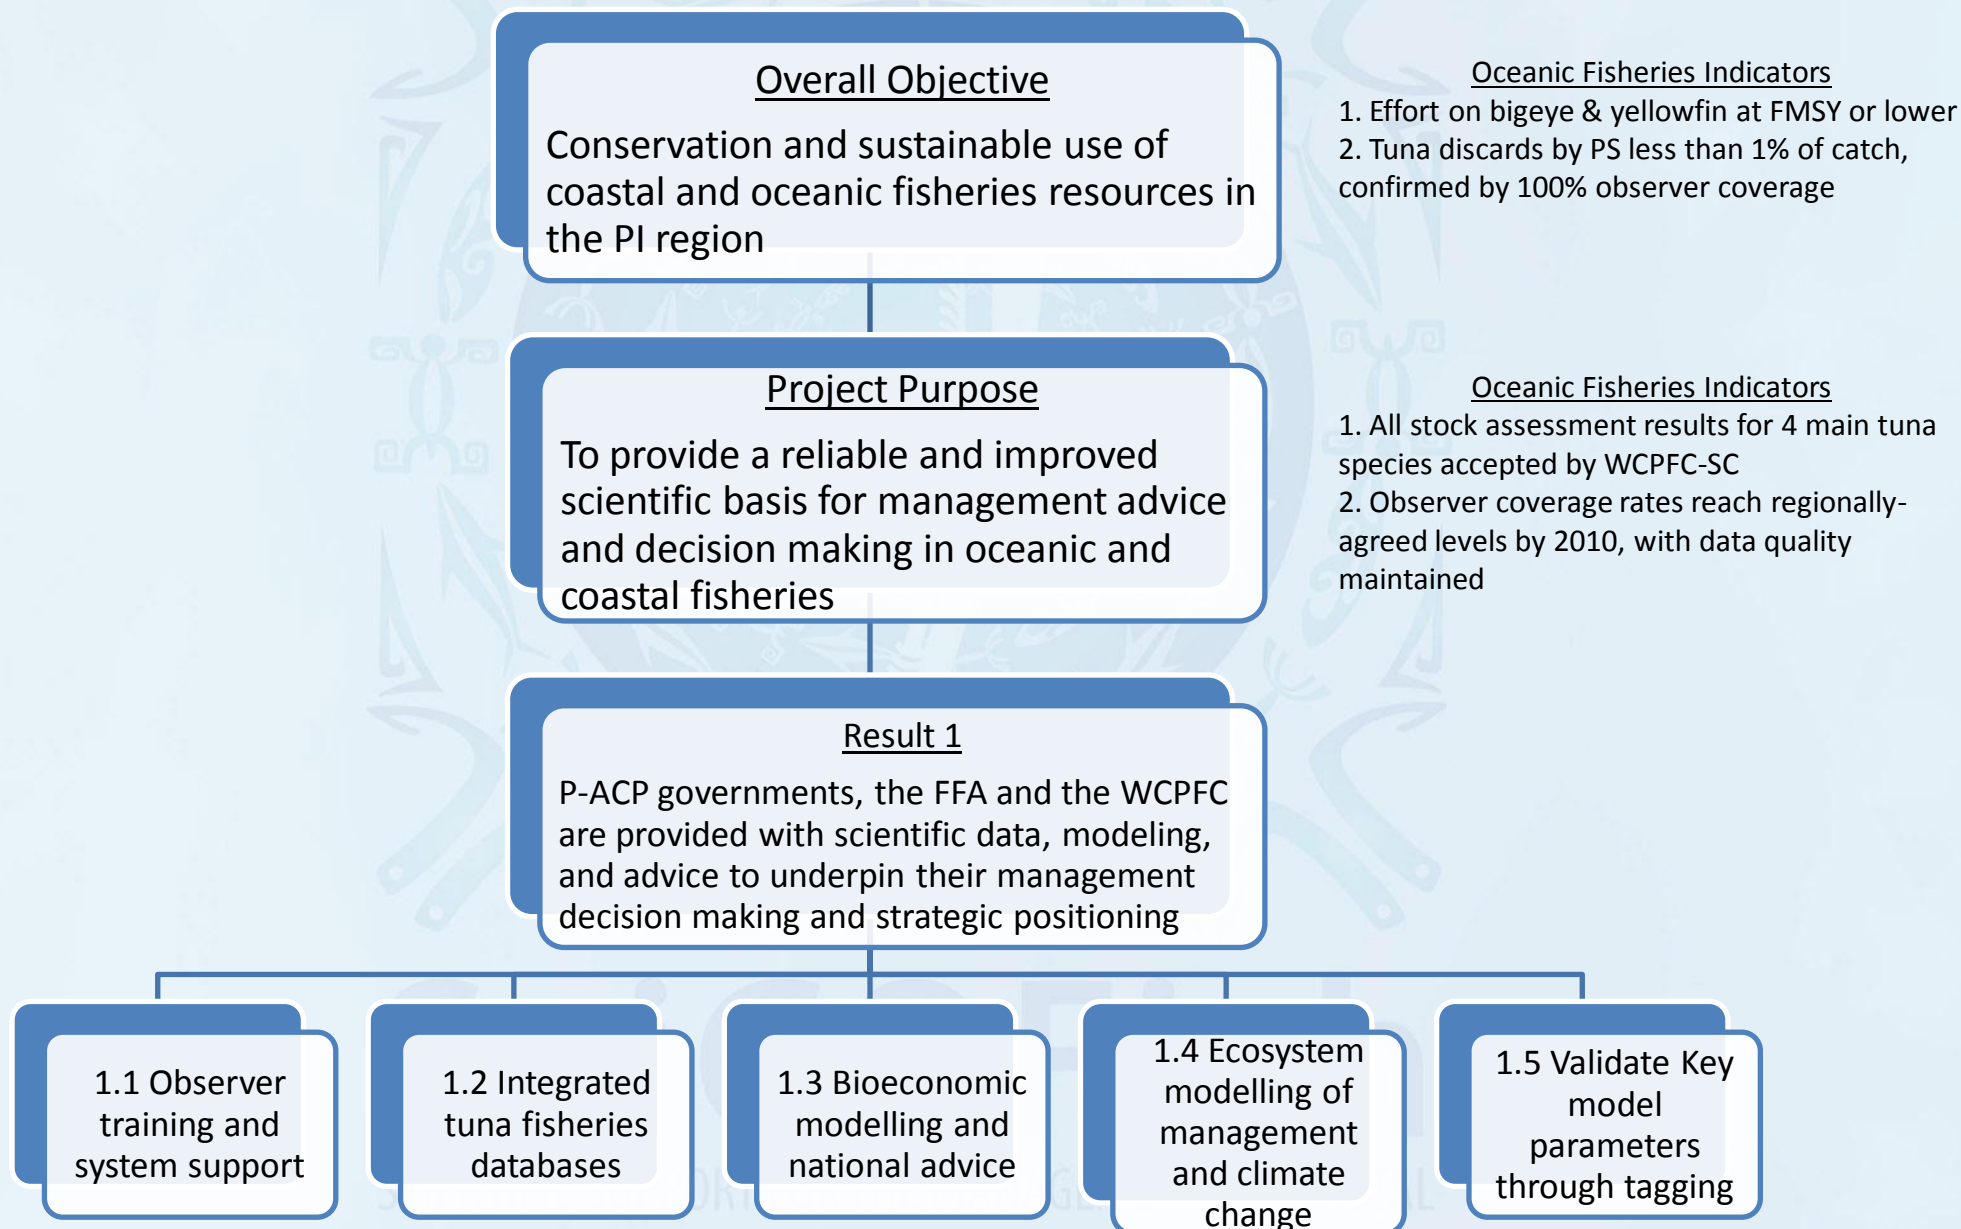 Overall Objective
Conservation and sustainable use of
coastal and oceanic fisheries resources in
the PI region
Oceanic Fisheries Indicators
1. Effort on bigeye & yellowfin at FMSY or lower
2. Tuna discards by PS less than 1% of catch,
confirmed by 100% observer coverage
Project Purpose
To provide a reliable and improved
scientific basis for management advice
and decision making in oceanic and
coastal fisheries
Oceanic Fisheries Indicators
1. All stock assessment results for 4 main tuna
species accepted by WCPFC-SC
2. Observer coverage rates reach regionally-
agreed levels by 2010, with data quality
maintained
Result 1
P-ACP governments, the FFA and the WCPFC
are provided with scientific data, modeling,
and advice to underpin their management
decision making and strategic positioning
1.1 Observer
training and
system support
1.2 Integrated
tuna fisheries
databases
1.3 Bioeconomic
modelling and
national advice
1.4 Ecosystem
modelling of
management
and climate
change
1.5 Validate Key
model
parameters
through tagging